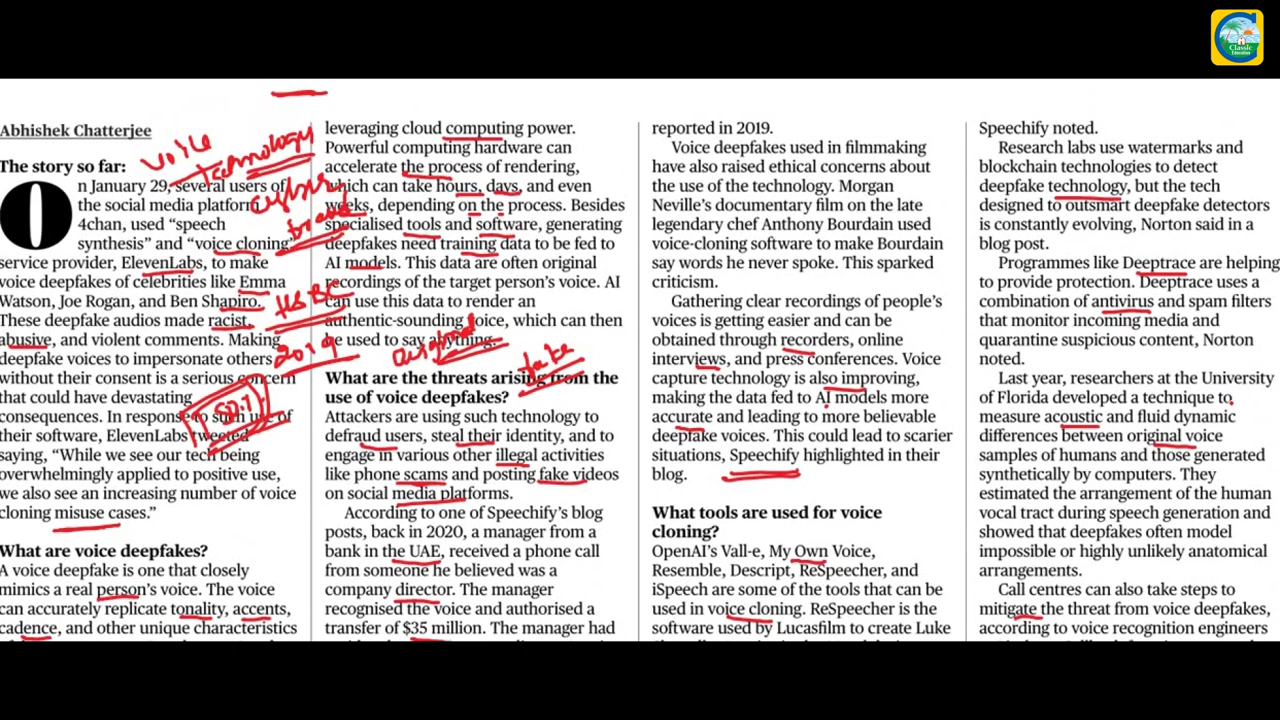 Classic
Education
Abhishek Chatterjee
The story so far:
On January 29, several users of
the social media platform
4chan, used “speech
synthesis” and “voice cloning”
service provider, ElevenLabs, to make
voice deepfakes of celebrities like Emma
Watson, Joe Rogan, and Ben Shapiro.
These deepfake audios made racist,
abusive, and violent comments. Making
deepfake voices to impersonate others
without their consent is a serious concern
that could have devastating
consequences. In response to such use of
their software, ElevenLabs tweeted
saying, “While we see our tech being
overwhelmingly applied to positive use,
we also see an increasing number of voice
cloning misuse cases.”
What are voice deepfakes?
A voice deepfake is one that closely
mimics a real person’s voice. The voice
can accurately replicate tonality, accents,
cadence, and other unique characteristics
voice
technology
HSBC
2019
original
fake
leveraging cloud computing power.
Powerful computing hardware can
accelerate the process of rendering,
which can take hours, days, and even
weeks, depending on the process. Besides
specialised tools and software, generating
deepfakes need training data to be fed to
AI models. This data are often original
recordings of the target person’s voice. AI
can use this data to render an
authentic-sounding voice, which can then
be used to say anything.
What are the threats arising from the
use of voice deepfakes?
Attackers are using such technology to
defraud users, steal their identity, and to
engage in various other illegal activities
like phone scams and posting fake videos
on social media platforms.
According to one of Speechify’s blog
posts, back in 2020, a manager from a
bank in the UAE, received a phone call
from someone he believed was a
company director. The manager
recognised the voice and authorised a
transfer of $35 million. The manager had
reported in 2019.
Voice deepfakes used in filmmaking
have also raised ethical concerns about
the use of the technology. Morgan
Neville’s documentary film on the late
legendary chef Anthony Bourdain used
voice-cloning software to make Bourdain
say words he never spoke. This sparked
criticism.
Gathering clear recordings of people’s
voices is getting easier and can be
obtained through recorders, online
interviews, and press conferences. Voice
capture technology is also improving,
making the data fed to AI models more
accurate and leading to more believable
deepfake voices. This could lead to scarier
situations, Speechify highlighted in their
blog.
What tools are used for voice
cloning?
OpenAI’s Vall-e, My Own Voice,
Resemble, Descript, ReSpeecher, and
iSpeech are some of the tools that can be
used in voice cloning. ReSpeecher is the
software used by Lucasfilm to create Luke
Speechify noted.
Research labs use watermarks and
blockchain technologies to detect
deepfake technology, but the tech
designed to outsmart deepfake detectors
is constantly evolving, Norton said in a
blog post.
Programmes like Deeptrace are helping
to provide protection. Deeptrace uses a
combination of antivirus and spam filters
that monitor incoming media and
quarantine suspicious content, Norton
noted.
Last year, researchers at the University
of Florida developed a technique to
measure acoustic and fluid dynamic
differences between original voice
samples of humans and those generated
synthetically by computers. They
estimated the arrangement of the human
vocal tract during speech generation and
showed that deepfakes often model
impossible or highly unlikely anatomical
arrangements.
Call centres can also take steps to
mitigate the threat from voice deepfakes,
according to voice recognition engineers